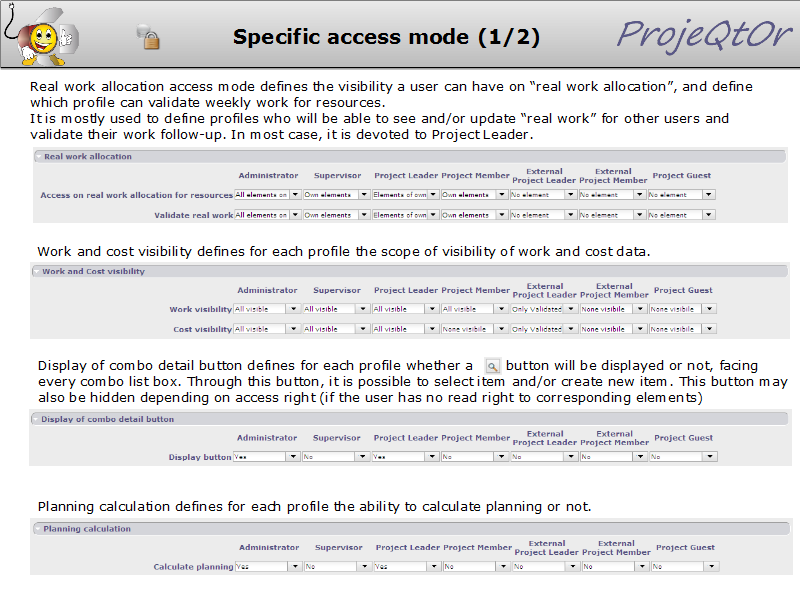 Specific access mode (1/2)
ProjeQtOr
Real work allocation access mode defines the visibility a user can have on “real work allocation”, and define
which profile can validate weekly work for resources.
It is mostly used to define profiles who will be able to see and/or update “real work” for other users and
validate their work follow-up. In most case, it is devoted to Project Leader.
Real work allocation
Administrator Supervisor Project Leader Project Member External Project Leader External Project Member Project Guest
Access on real work allocation for resources All elements on Own elements Elements of own Own elements No element No element No element
Validate real work All elements on Own elements Elements of own Own elements No element No element No element
Work and cost visibility defines for each profile the scope of visibility of work and cost data.
Work and Cost visibility
Administrator Supervisor Project Leader Project Member External Project Leader External Project Member Project Guest
Work visibility All visible All visible All visible All visible Only Validated None visibile None visibile
Cost visibility All visible All visible All visible None visibile Only Validated None visibile None visibile
Display of combo detail button defines for each profile whether a button will be displayed or not, facing
every combo list box. Through this button, it is possible to select item and/or create new item. This button may
also be hidden depending on access right (if the user has no read right to corresponding elements)
Display of combo detail button
Administrator Supervisor Project Leader Project Member External Project Leader External Project Member Project Guest
Display button Yes No Yes No No No No
Planning calculation defines for each profile the ability to calculate planning or not.
Planning calculation
Administrator Supervisor Project Leader Project Member External Project Leader External Project Member Project Guest
Calculate planning Yes No Yes No No No No